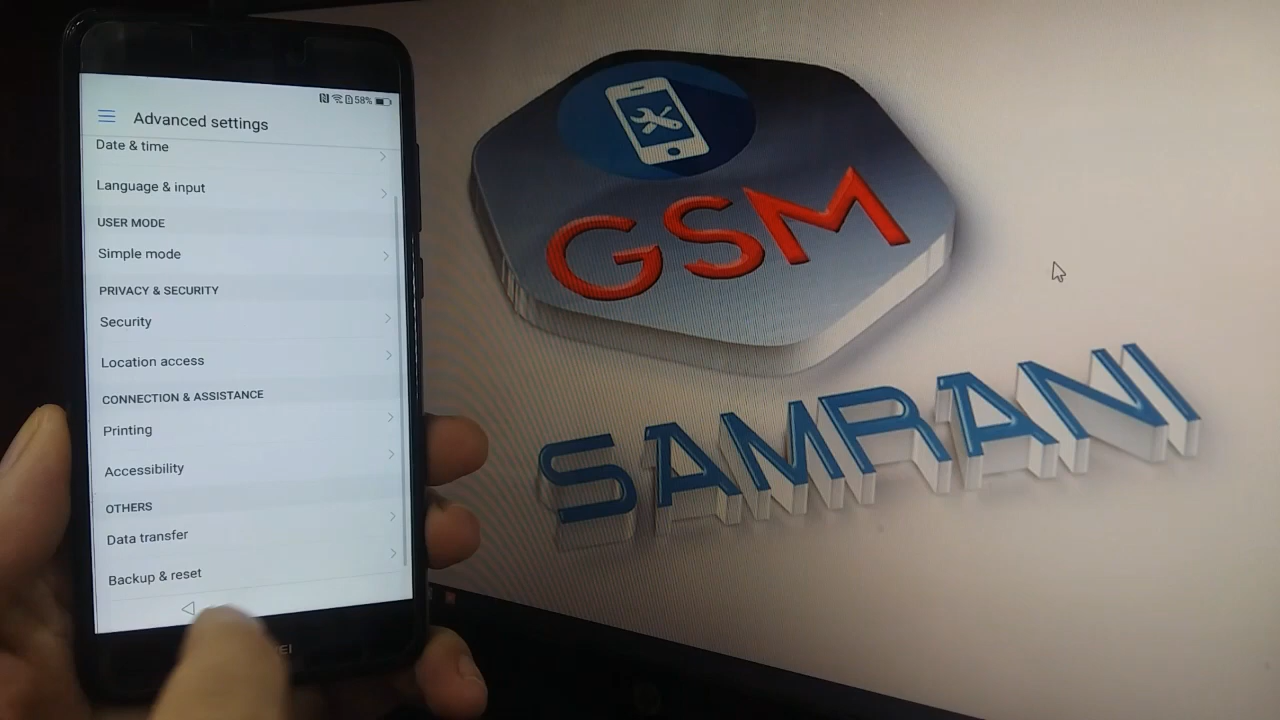 58%
Advanced settings
Date & time
Language & input
USER MODE
Simple mode
PRIVACY & SECURITY
Security
Location access
CONNECTION & ASSISTANCE
Printing
Accessibility
OTHERS
Data transfer
Backup & reset
GSM
SAMRANI